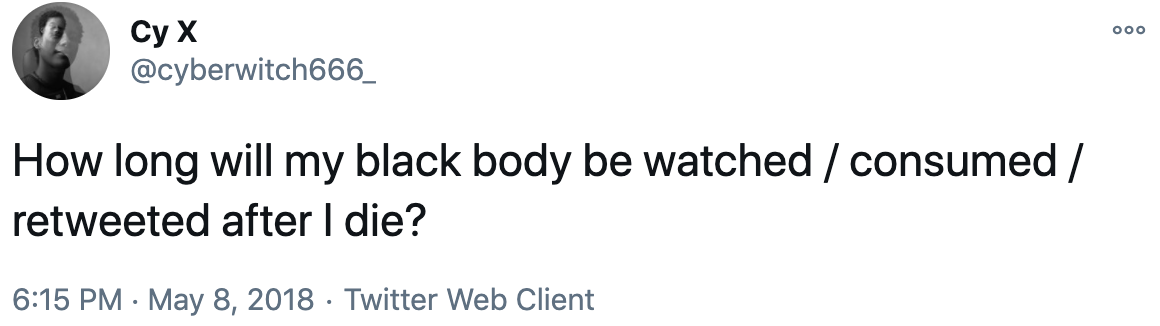 Cy X
@cyberwitch666_
How long will my black body be watched / consumed /
retweeted after I die?
6:15 PM · May 8, 2018 · Twitter Web Client